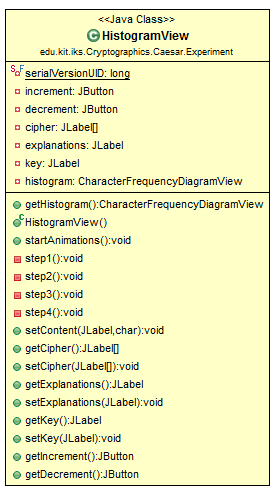 <<Java Class>>
HistogramView
edu.kit.iks.Cryptographics.Caesar.Experiment
serialVersionUID: long
increment: JButton
decrement: JButton
cipher: JLabel[]
explanations: JLabel
key: JLabel
histogram: CharacterFrequencyDiagramView
getHistogram():CharacterFrequencyDiagramView
HistogramView()
startAnimations():void
step1():void
step2():void
step3():void
step4():void
setContent(JLabel,char):void
getCipher():JLabel[]
setCipher(JLabel[]):void
getExplanations():JLabel
setExplanations(JLabel):void
getKey():JLabel
setKey(JLabel):void
getIncrement():JButton
getDecrement():JButton